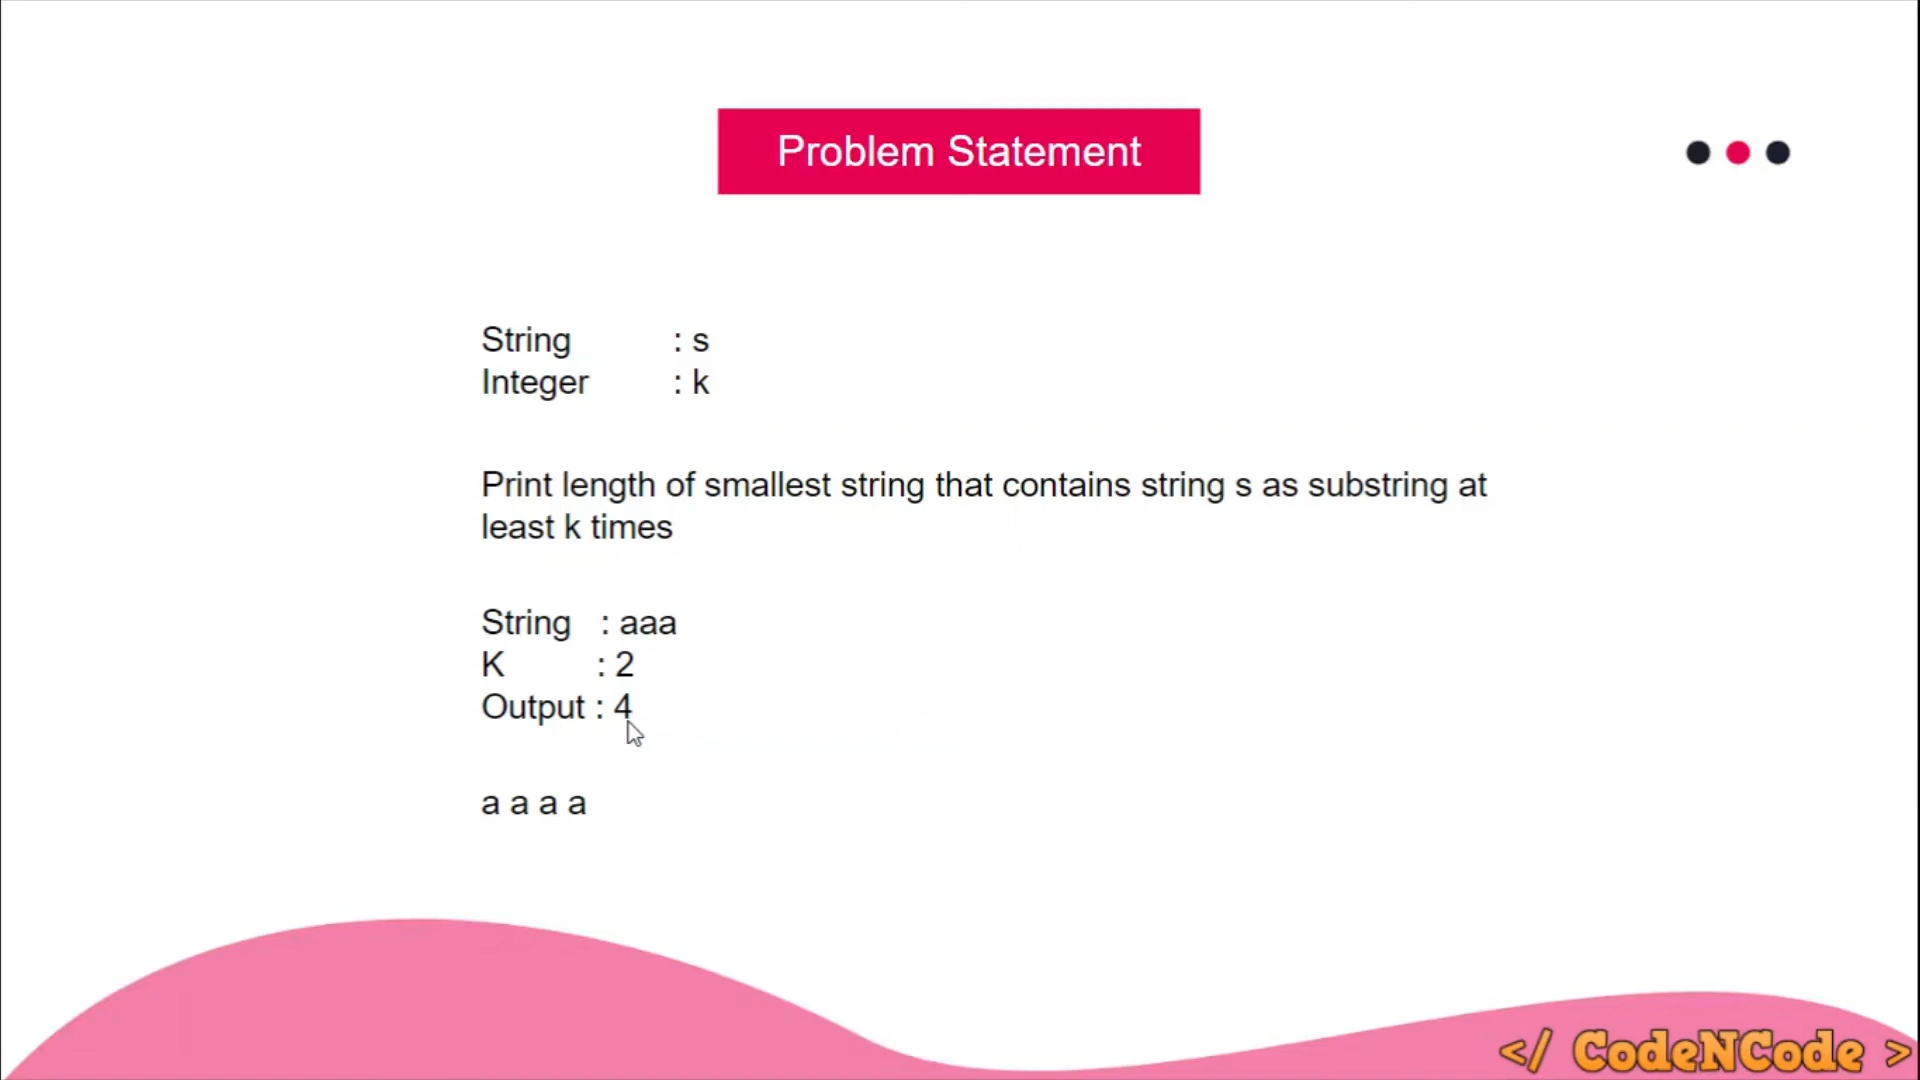 Problem Statement
String : s
Integer : k
Print length of smallest string that contains string s as substring at
least k times
String : aaa
K : 2
Output : 4
a a a a
</ CodeNCode >